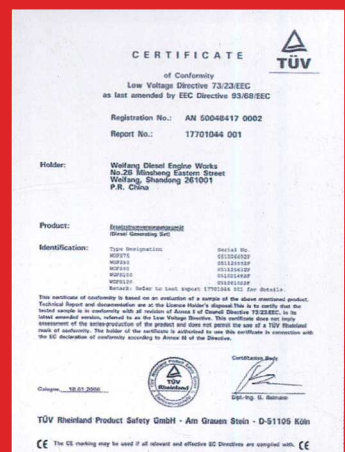 CERTIFICATE
TÜV
of Conformity
Low Voltage Directive 73/23/EEC
as last amended by EEC Directive 93/68/EEC
Registration No.: AN 50048417 0002
Report No.: 17701044 001
Holder: Weifang Diesel Engine Works
No.26 Minsheng Eastern Street
Weifang, Shandong 261001
P.R. China
Product:
(Diesel Generating Set)
Identification: Type Designation Serial No.
Remark: Refer to test report 17701044 001 for details.
This certificate of conformity is based on an evaluation of a sample of the above mentioned product.
Technical Report and documentation are at the Licence Holder's disposal. This is to certify that the
tested sample is in conformity with all revision of Annex I of Council Directive 73/23/EEC, in its
latest amended version, referred to as the Low Voltage Directive. This certificate does not imply
assessment of the series-production of the product and does not permit the use of a TÜV Rheinland
mark of conformity. The holder of the certificate is authorized to use this certificate in connection with
the EC declaration of conformity according to Annex III of the Directive.
Certification Body
TÜV
Rheinland
Cologne, 18.01.2006
Dipl.-Ing.
TÜV Rheinland Product Safety GmbH - Am Grauen Stein - D-51105 Köln
CE The CE marking may be used if all relevant and effective EC Directives are complied with. CE